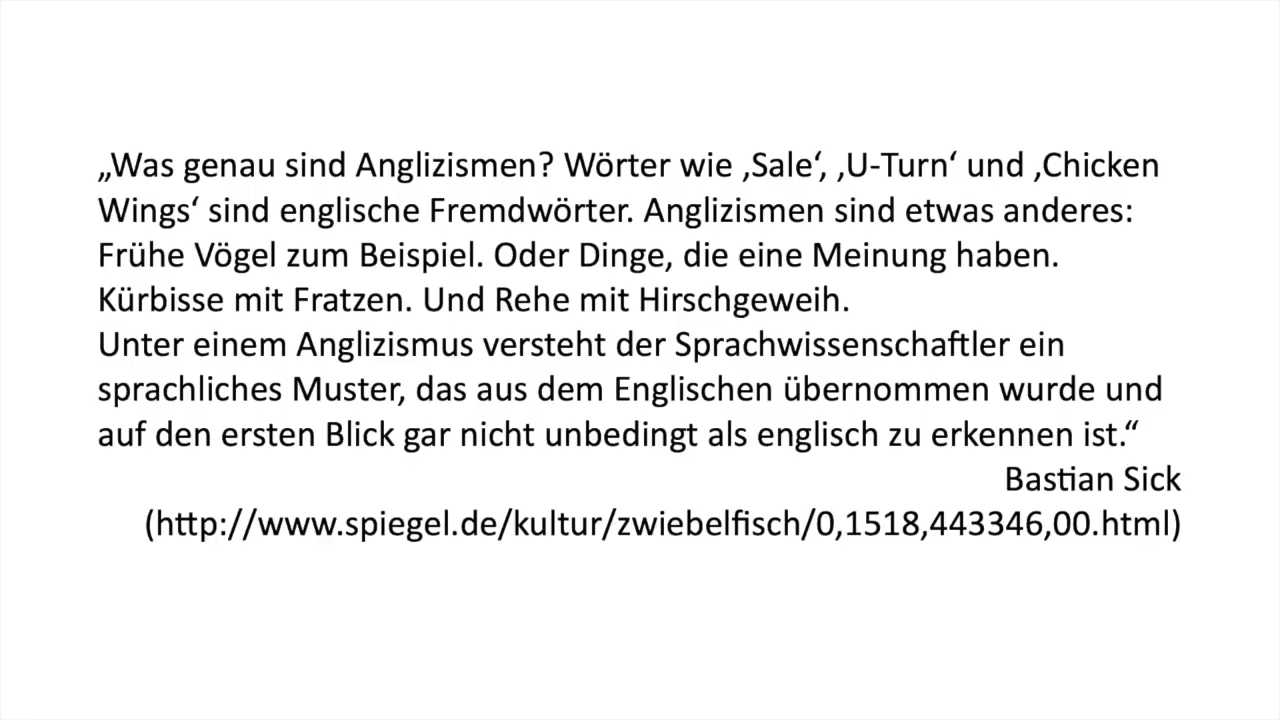 „Was genau sind Anglizismen? Wörter wie ‚Sale‘, ‚U-Turn‘ und ‚Chicken
Wings‘ sind englische Fremdwörter. Anglizismen sind etwas anderes:
Frühe Vögel zum Beispiel. Oder Dinge, die eine Meinung haben.
Kürbisse mit Fratzen. Und Rehe mit Hirschgeweih.
Unter einem Anglizismus versteht der Sprachwissenschaftler ein
sprachliches Muster, das aus dem Englischen übernommen wurde und
auf den ersten Blick gar nicht unbedingt als englisch zu erkennen ist.“
Bastian Sick
(http://www.spiegel.de/kultur/zwiebelfisch/0,1518,443346,00.html)